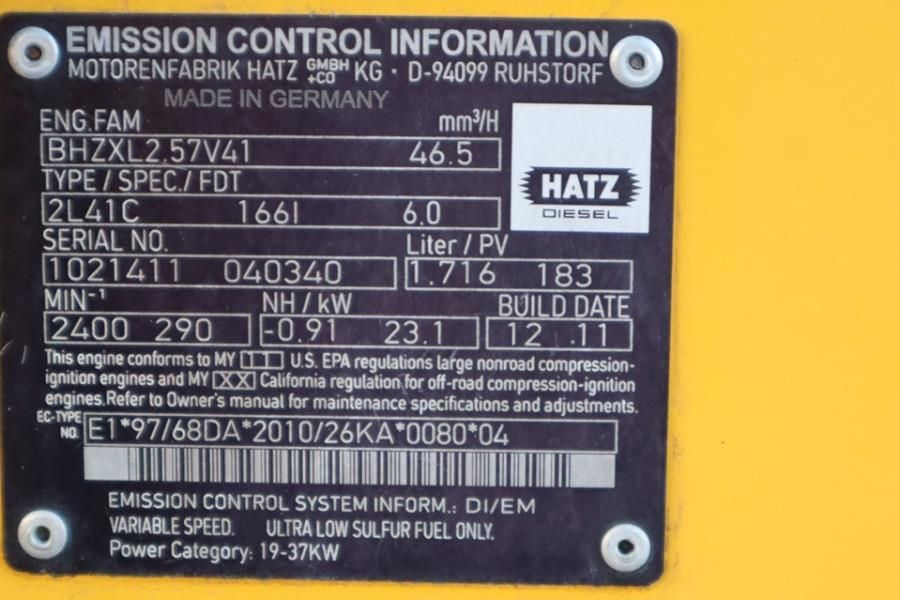 EMISSION CONTROL INFORMATION
MOTORENFABRIK HATZ GMBH +CO KG · D-94099 RUHSTORF
MADE IN GERMANY
ENG.FAM mm³/H
BHZXL2.57V41 46.5
TYPE / SPEC./ FDT
2L41C 166I 6.0
HATZ
DIESEL
SERIAL NO. Liter / PV
1021411 040340 1.716 183
MIN⁻¹ NH / kW BUILD DATE
2400 290 -0.91 23.1 12 .11
This engine conforms to MY 11 U.S. EPA regulations large nonroad compression-
ignition engines and MY XX California regulation for off-road compression-ignition
engines.Refer to Owner's manual for maintenance specifications and adjustments.
EC-TYPE NO. E1*97/68DA*2010/26KA*0080*04
EMISSION CONTROL SYSTEM INFORM.: DI/EM
VARIABLE SPEED. ULTRA LOW SULFUR FUEL ONLY.
Power Category: 19-37KW